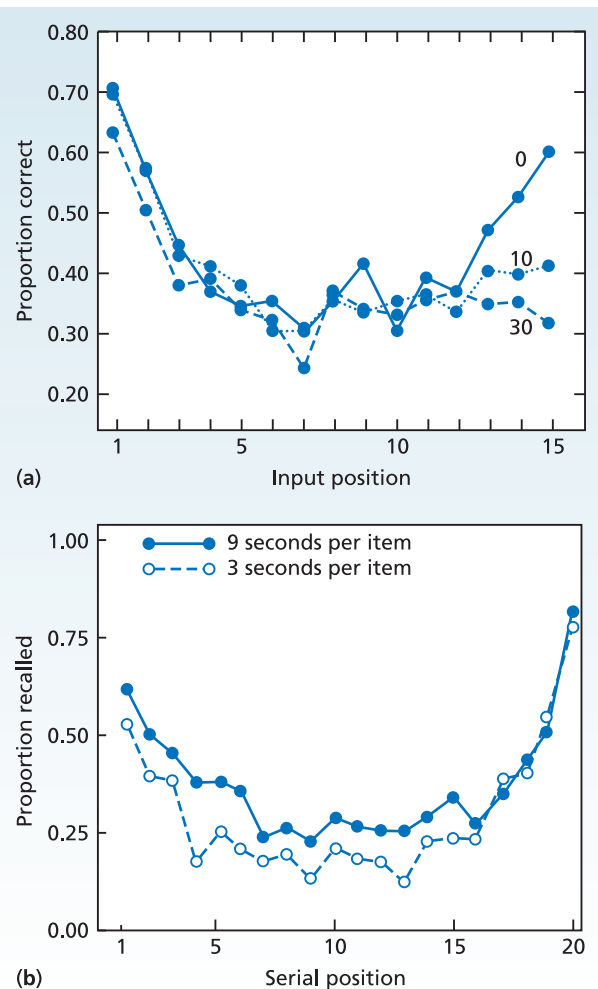 0.80
0.70
0.60
0.50
0.40
0.30
0.20
Proportion correct
0
10
30
1 5 10 15
(a) Input position
1.00
0.75
0.50
0.25
0.00
Proportion recalled
9 seconds per item
3 seconds per item
1 5 10 15 20
(b) Serial position